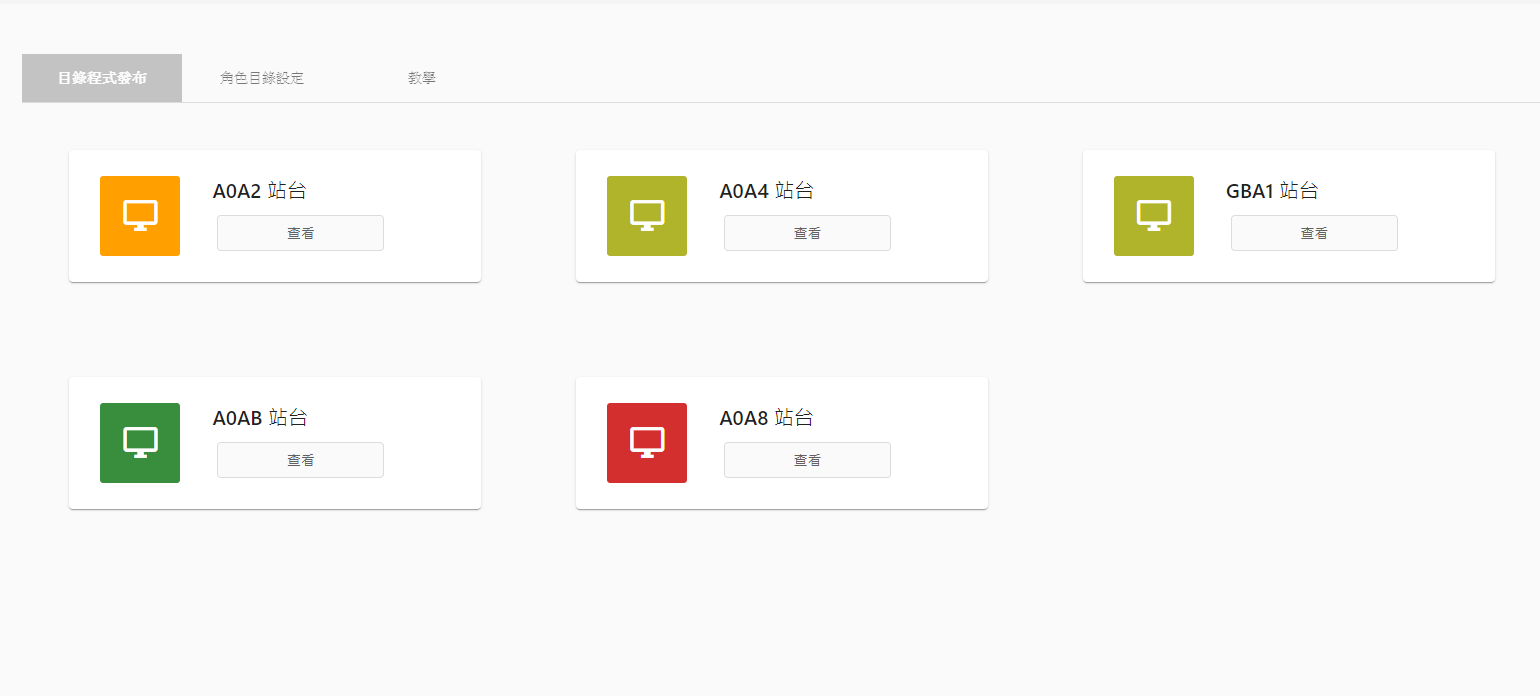 目錄程式發布
角色目錄設定
教學
A0A2 站台
查看
A0A4 站台
查看
GBA1 站台
查看
A0AB 站台
查看
A0A8 站台
查看